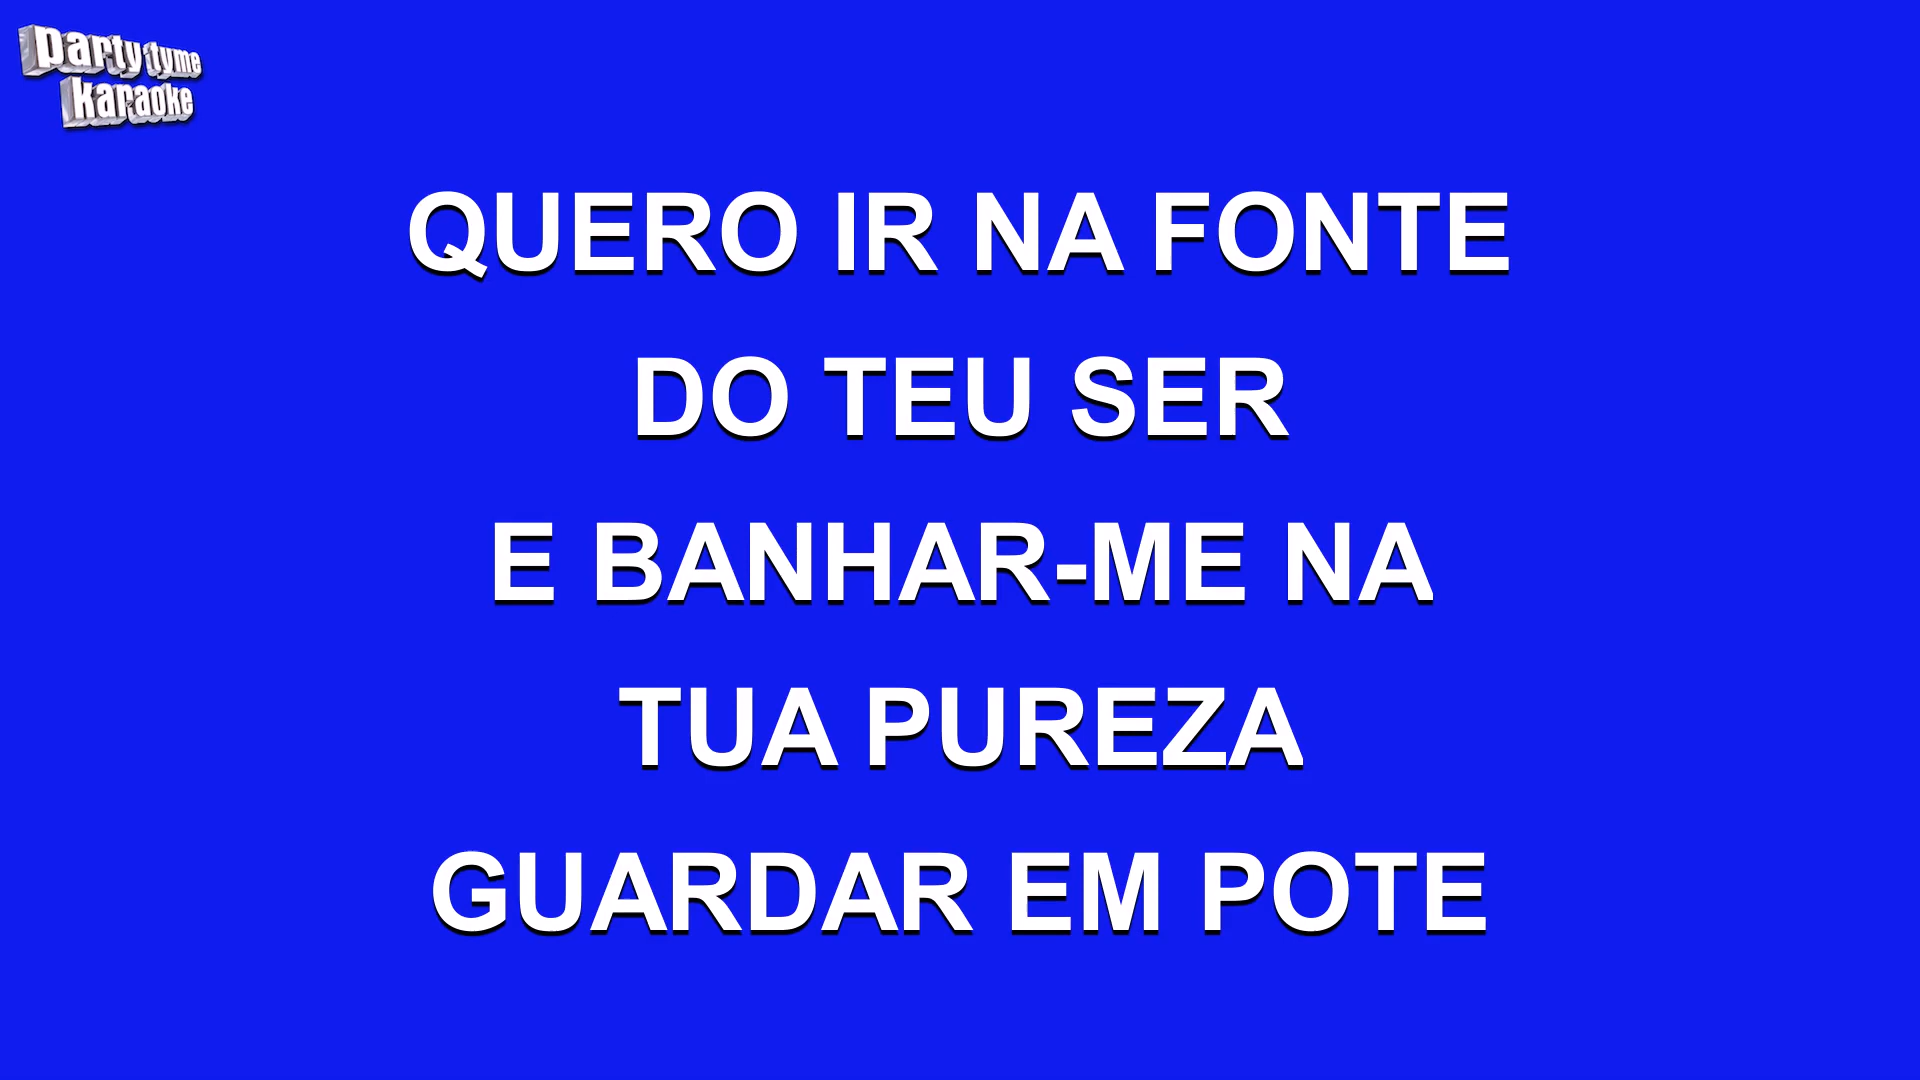 party tyme
karaoke
QUERO IR NA FONTE
DO TEU SER
E BANHAR-ME NA
TUA PUREZA
GUARDAR EM POTE